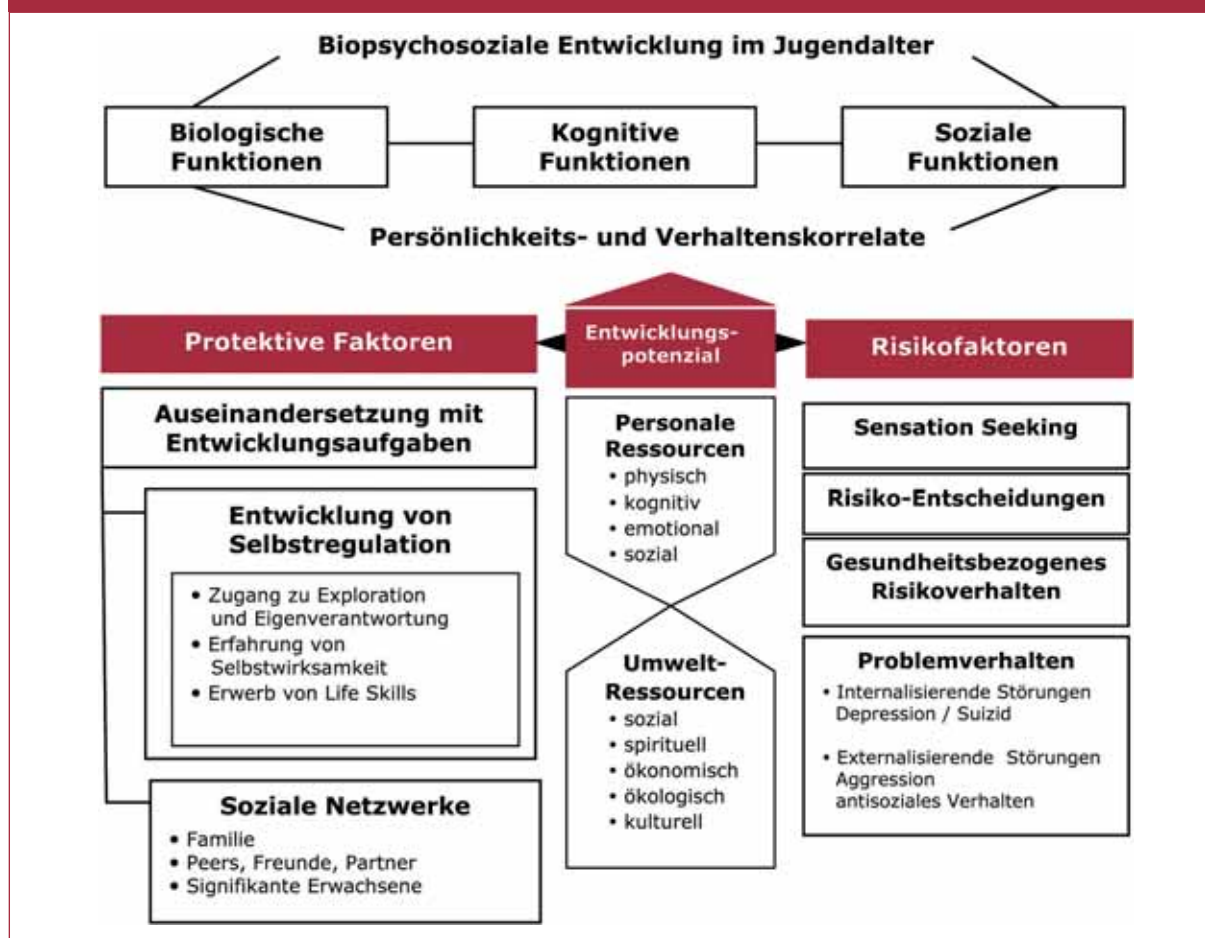 Biopsychosoziale Entwicklung im Jugendalter
Biologische
Funktionen
Kognitive
Funktionen
Soziale
Funktionen
Persönlichkeits- und Verhaltenskorrelate
Protektive Faktoren
Auseinandersetzung mit
Entwicklungsaufgaben
Entwicklung von
Selbstregulation
• Zugang zu Exploration
und Eigenverantwortung
• Erfahrung von
Selbstwirksamkeit
• Erwerb von Life Skills
Soziale Netzwerke
• Familie
• Peers, Freunde, Partner
• Signifikante Erwachsene
Entwicklungs-
potenzial
Personale
Ressourcen
• physisch
• kognitiv
• emotional
• sozial
Umwelt-
Ressourcen
• sozial
• spirituell
• ökonomisch
• ökologisch
• kulturell
Risikofaktoren
Sensation Seeking
Risiko-Entscheidungen
Gesundheitsbezogenes
Risikoverhalten
Problemverhalten
• Internalisierende Störungen
Depression / Suizid
• Externalisierende Störungen
Aggression
antisoziales Verhalten